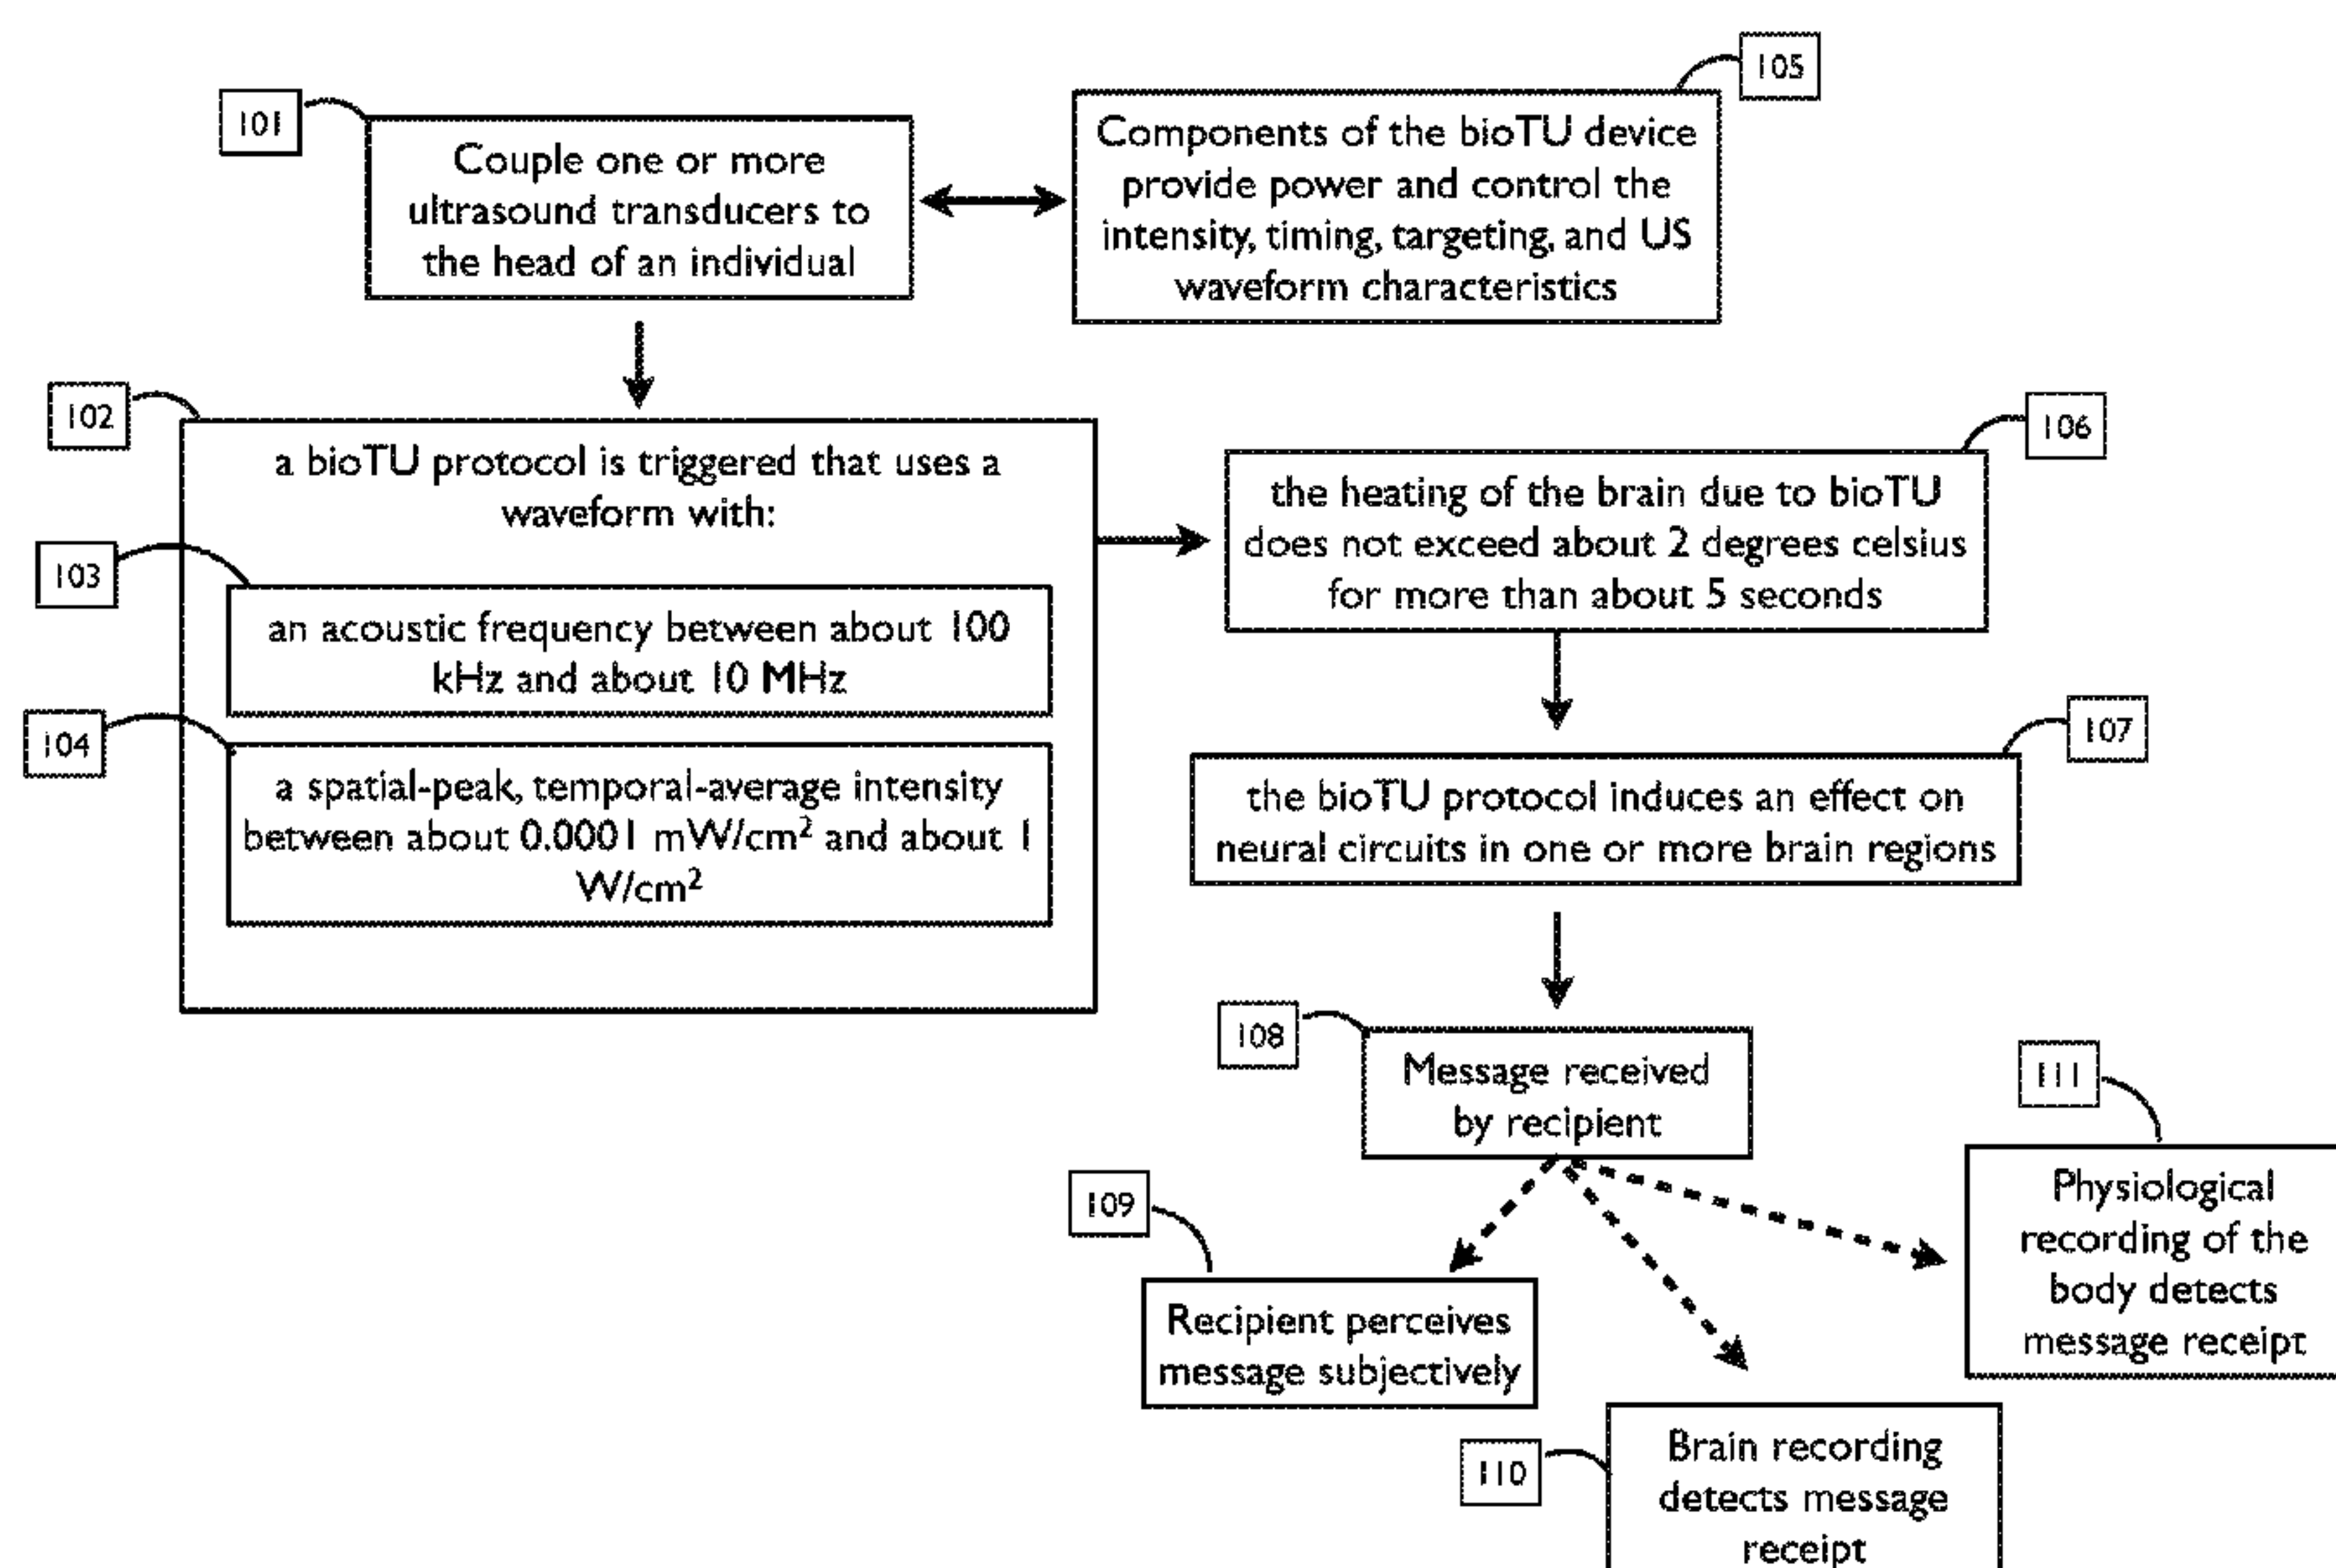 101
Couple one or more
ultrasound transducers to
the head of an individual
105
Components of the bioTU device
provide power and control the
intensity, timing, targeting, and US
waveform characteristics
102
a bioTU protocol is triggered that uses a
waveform with:
103
an acoustic frequency between about 100
kHz and about 10 MHz
104
a spatial-peak, temporal-average intensity
between about 0.0001 mW/cm² and about 1
W/cm²
106
the heating of the brain due to bioTU
does not exceed about 2 degrees celsius
for more than about 5 seconds
107
the bioTU protocol induces an effect on
neural circuits in one or more brain regions
108
Message received
by recipient
109
Recipient perceives
message subjectively
110
Brain recording
detects message
receipt
111
Physiological
recording of the
body detects
message receipt